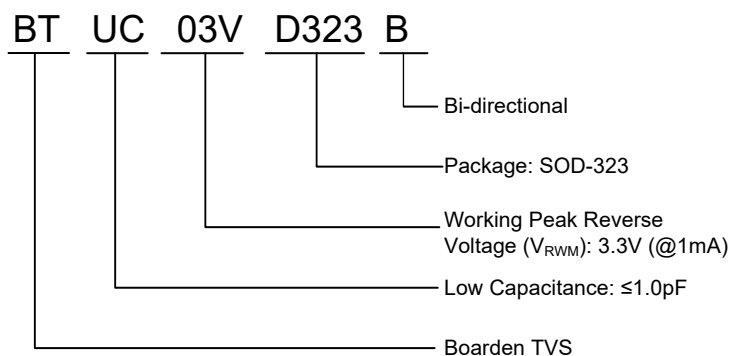 BT UC 03V D323 B
Bi-directional
Package: SOD-323
Working Peak Reverse
Voltage (VRWM): 3.3V (@1mA)
Low Capacitance: ≤1.0pF
Boarden TVS